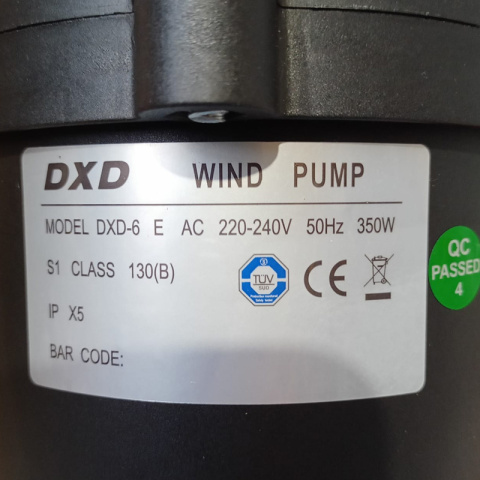 DXD WIND PUMP
MODEL DXD-6 E AC 220-240V 50Hz 350W
S1 CLASS 130(B)
TÜV
SÜD
CE
IP X5
BAR CODE:
QC
PASSED
4